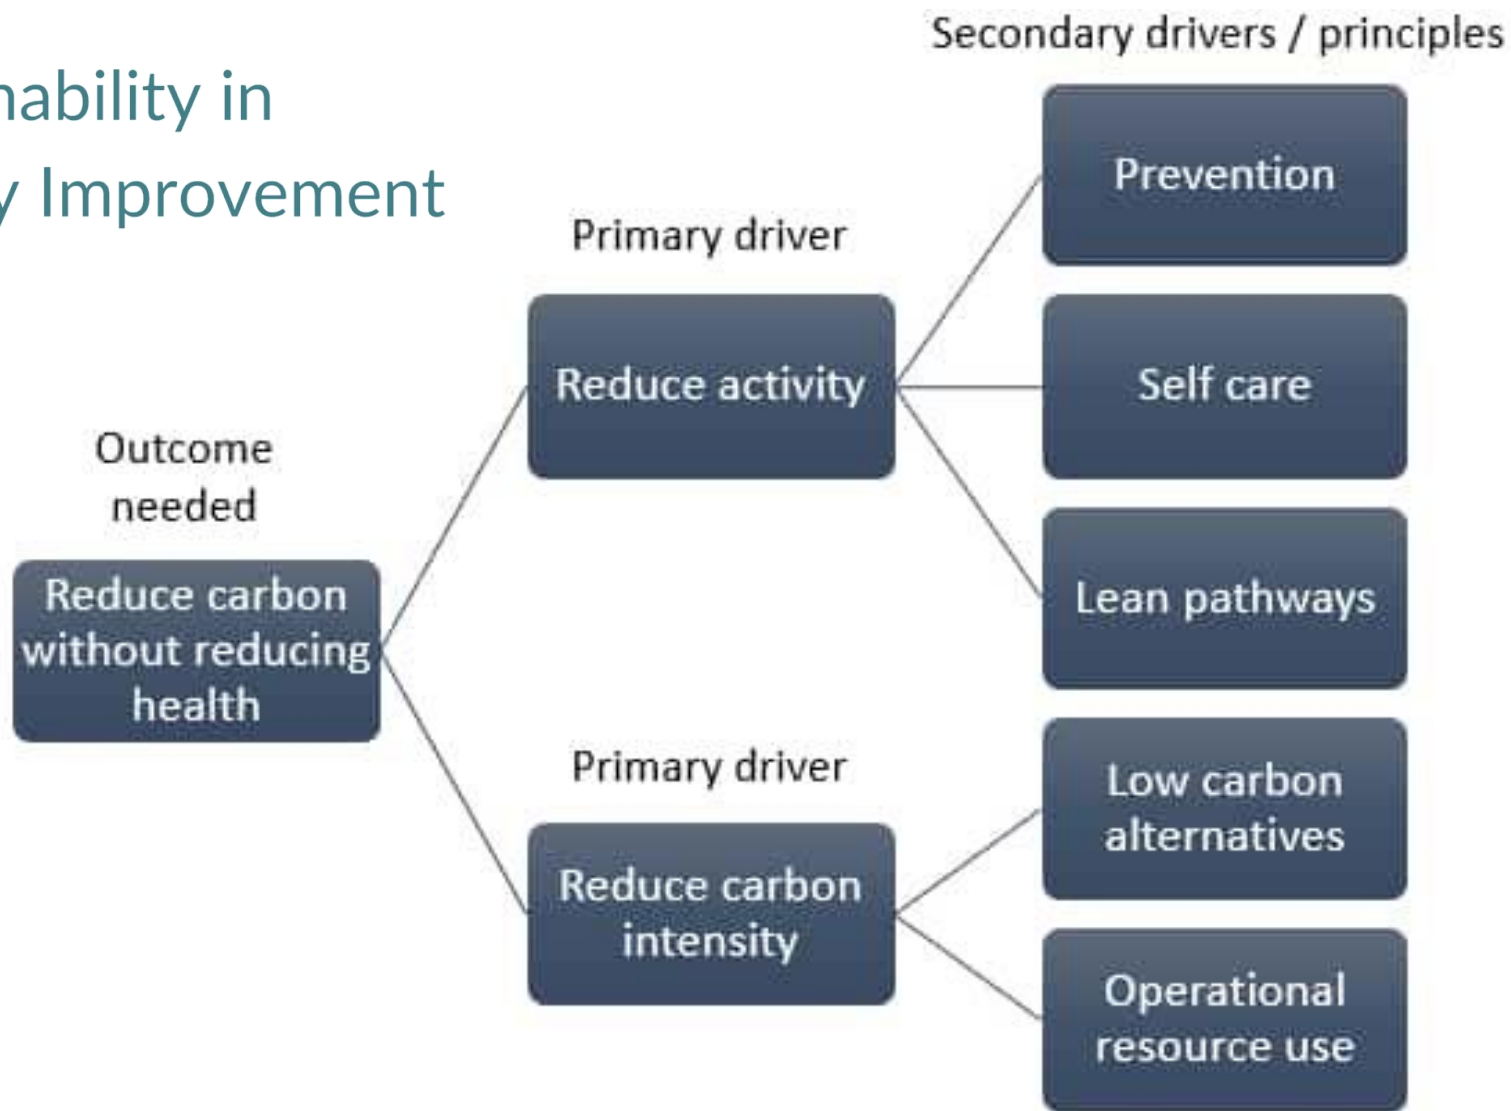 Secondary drivers / principles
nability in
y Improvement
Prevention
Primary driver
Reduce activity
Self care
Outcome
needed
Lean pathways
Reduce carbon
without reducing
health
Primary driver
Low carbon
alternatives
Reduce carbon
intensity
Operational
resource use